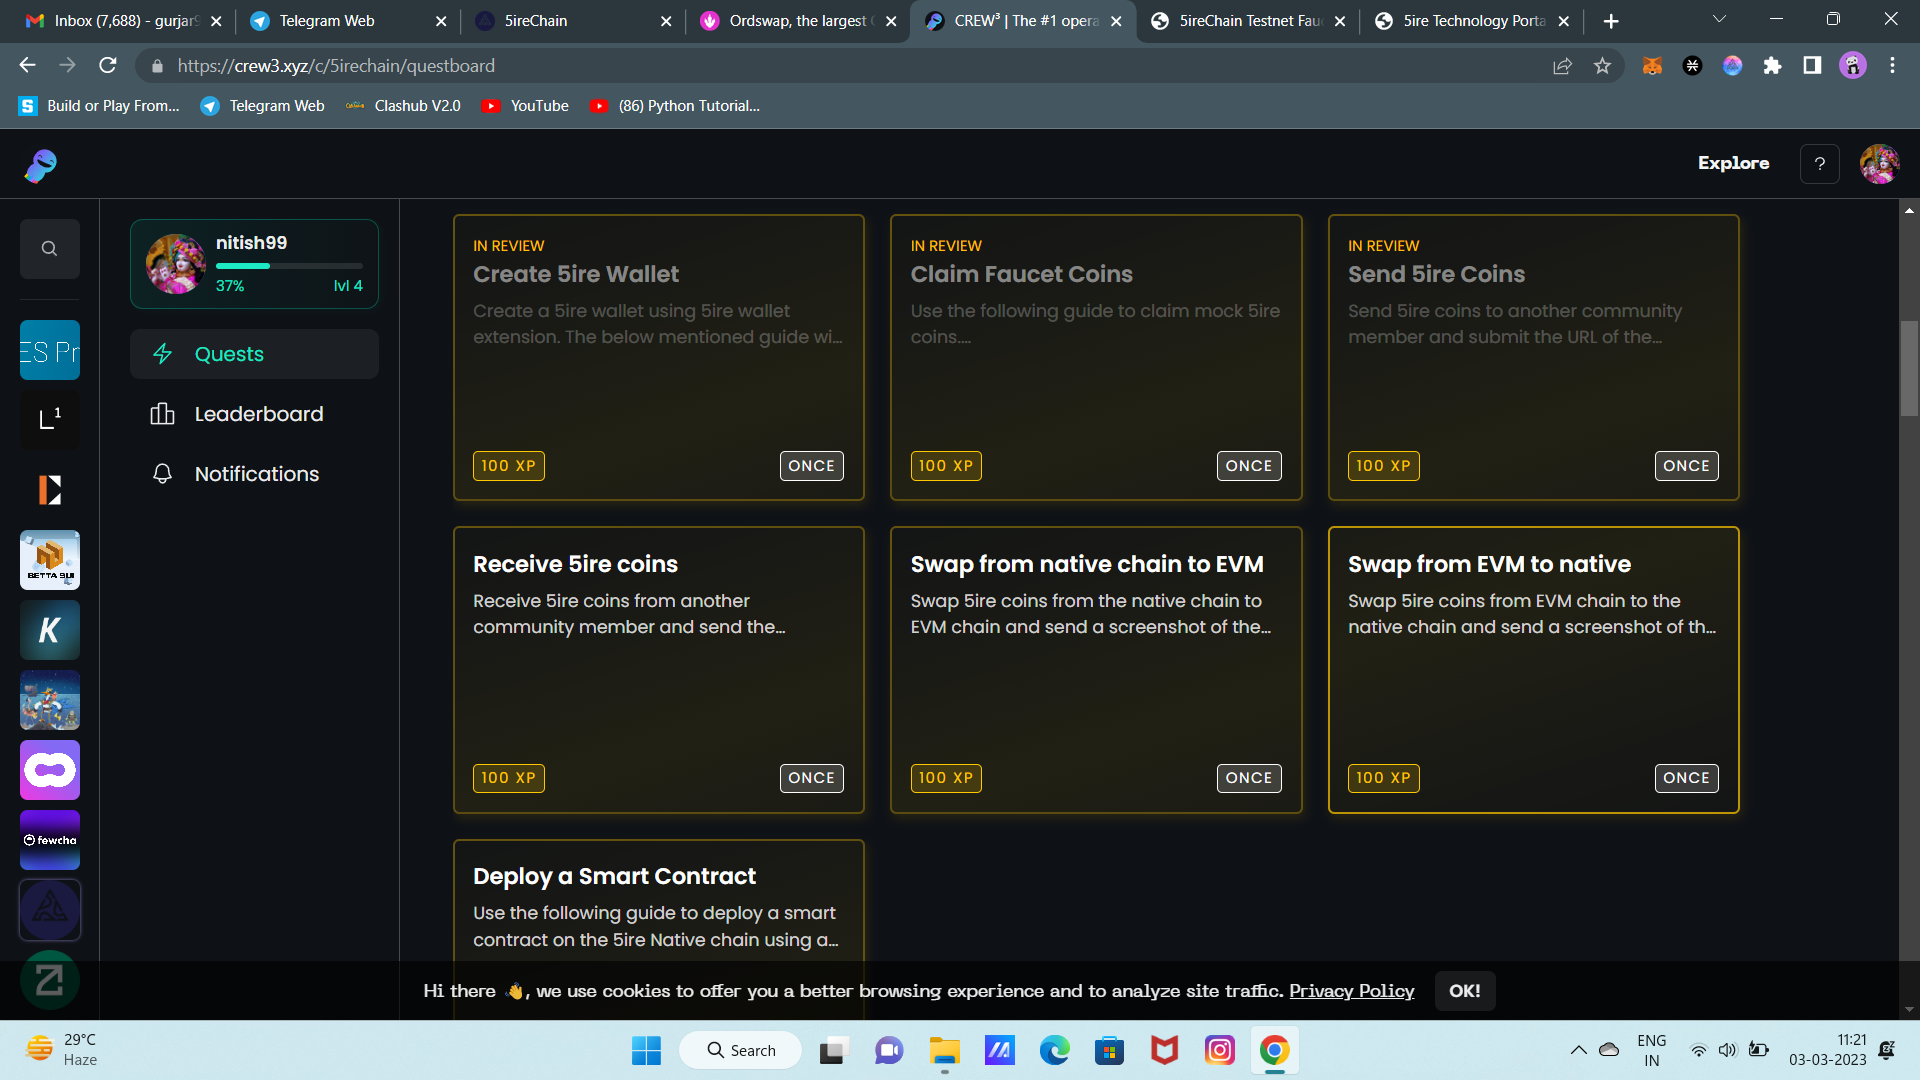 Inbox (7,688) - gurjar9
Telegram Web
5ireChain
Ordswap, the largest
CREW³ | The #1 opera
5ireChain Testnet Fau
5ire Technology Porta
https://crew3.xyz/c/5irechain/questboard
Build or Play From...
Telegram Web
Clashub V2.0
YouTube
(86) Python Tutorial...
Explore
?
nitish99
37%
lvl 4
Quests
Leaderboard
Notifications
ES Pr
L¹
BETTA SUI
K
fewcha
IN REVIEW
Create 5ire Wallet
Create a 5ire wallet using 5ire wallet
extension. The below mentioned guide wi...
100 XP
ONCE
IN REVIEW
Claim Faucet Coins
Use the following guide to claim mock 5ire
coins....
100 XP
ONCE
IN REVIEW
Send 5ire Coins
Send 5ire coins to another community
member and submit the URL of the...
100 XP
ONCE
Receive 5ire coins
Receive 5ire coins from another
community member and send the...
100 XP
ONCE
Swap from native chain to EVM
Swap 5ire coins from the native chain to
EVM chain and send a screenshot of the...
100 XP
ONCE
Swap from EVM to native
Swap 5ire coins from EVM chain to the
native chain and send a screenshot of th...
100 XP
ONCE
Deploy a Smart Contract
Use the following guide to deploy a smart
contract on the 5ire Native chain using a...
Hi there 👋, we use cookies to offer you a better browsing experience and to analyze site traffic. Privacy Policy
OK!
29°C
Haze
Search
ENG
IN
11:21
03-03-2023